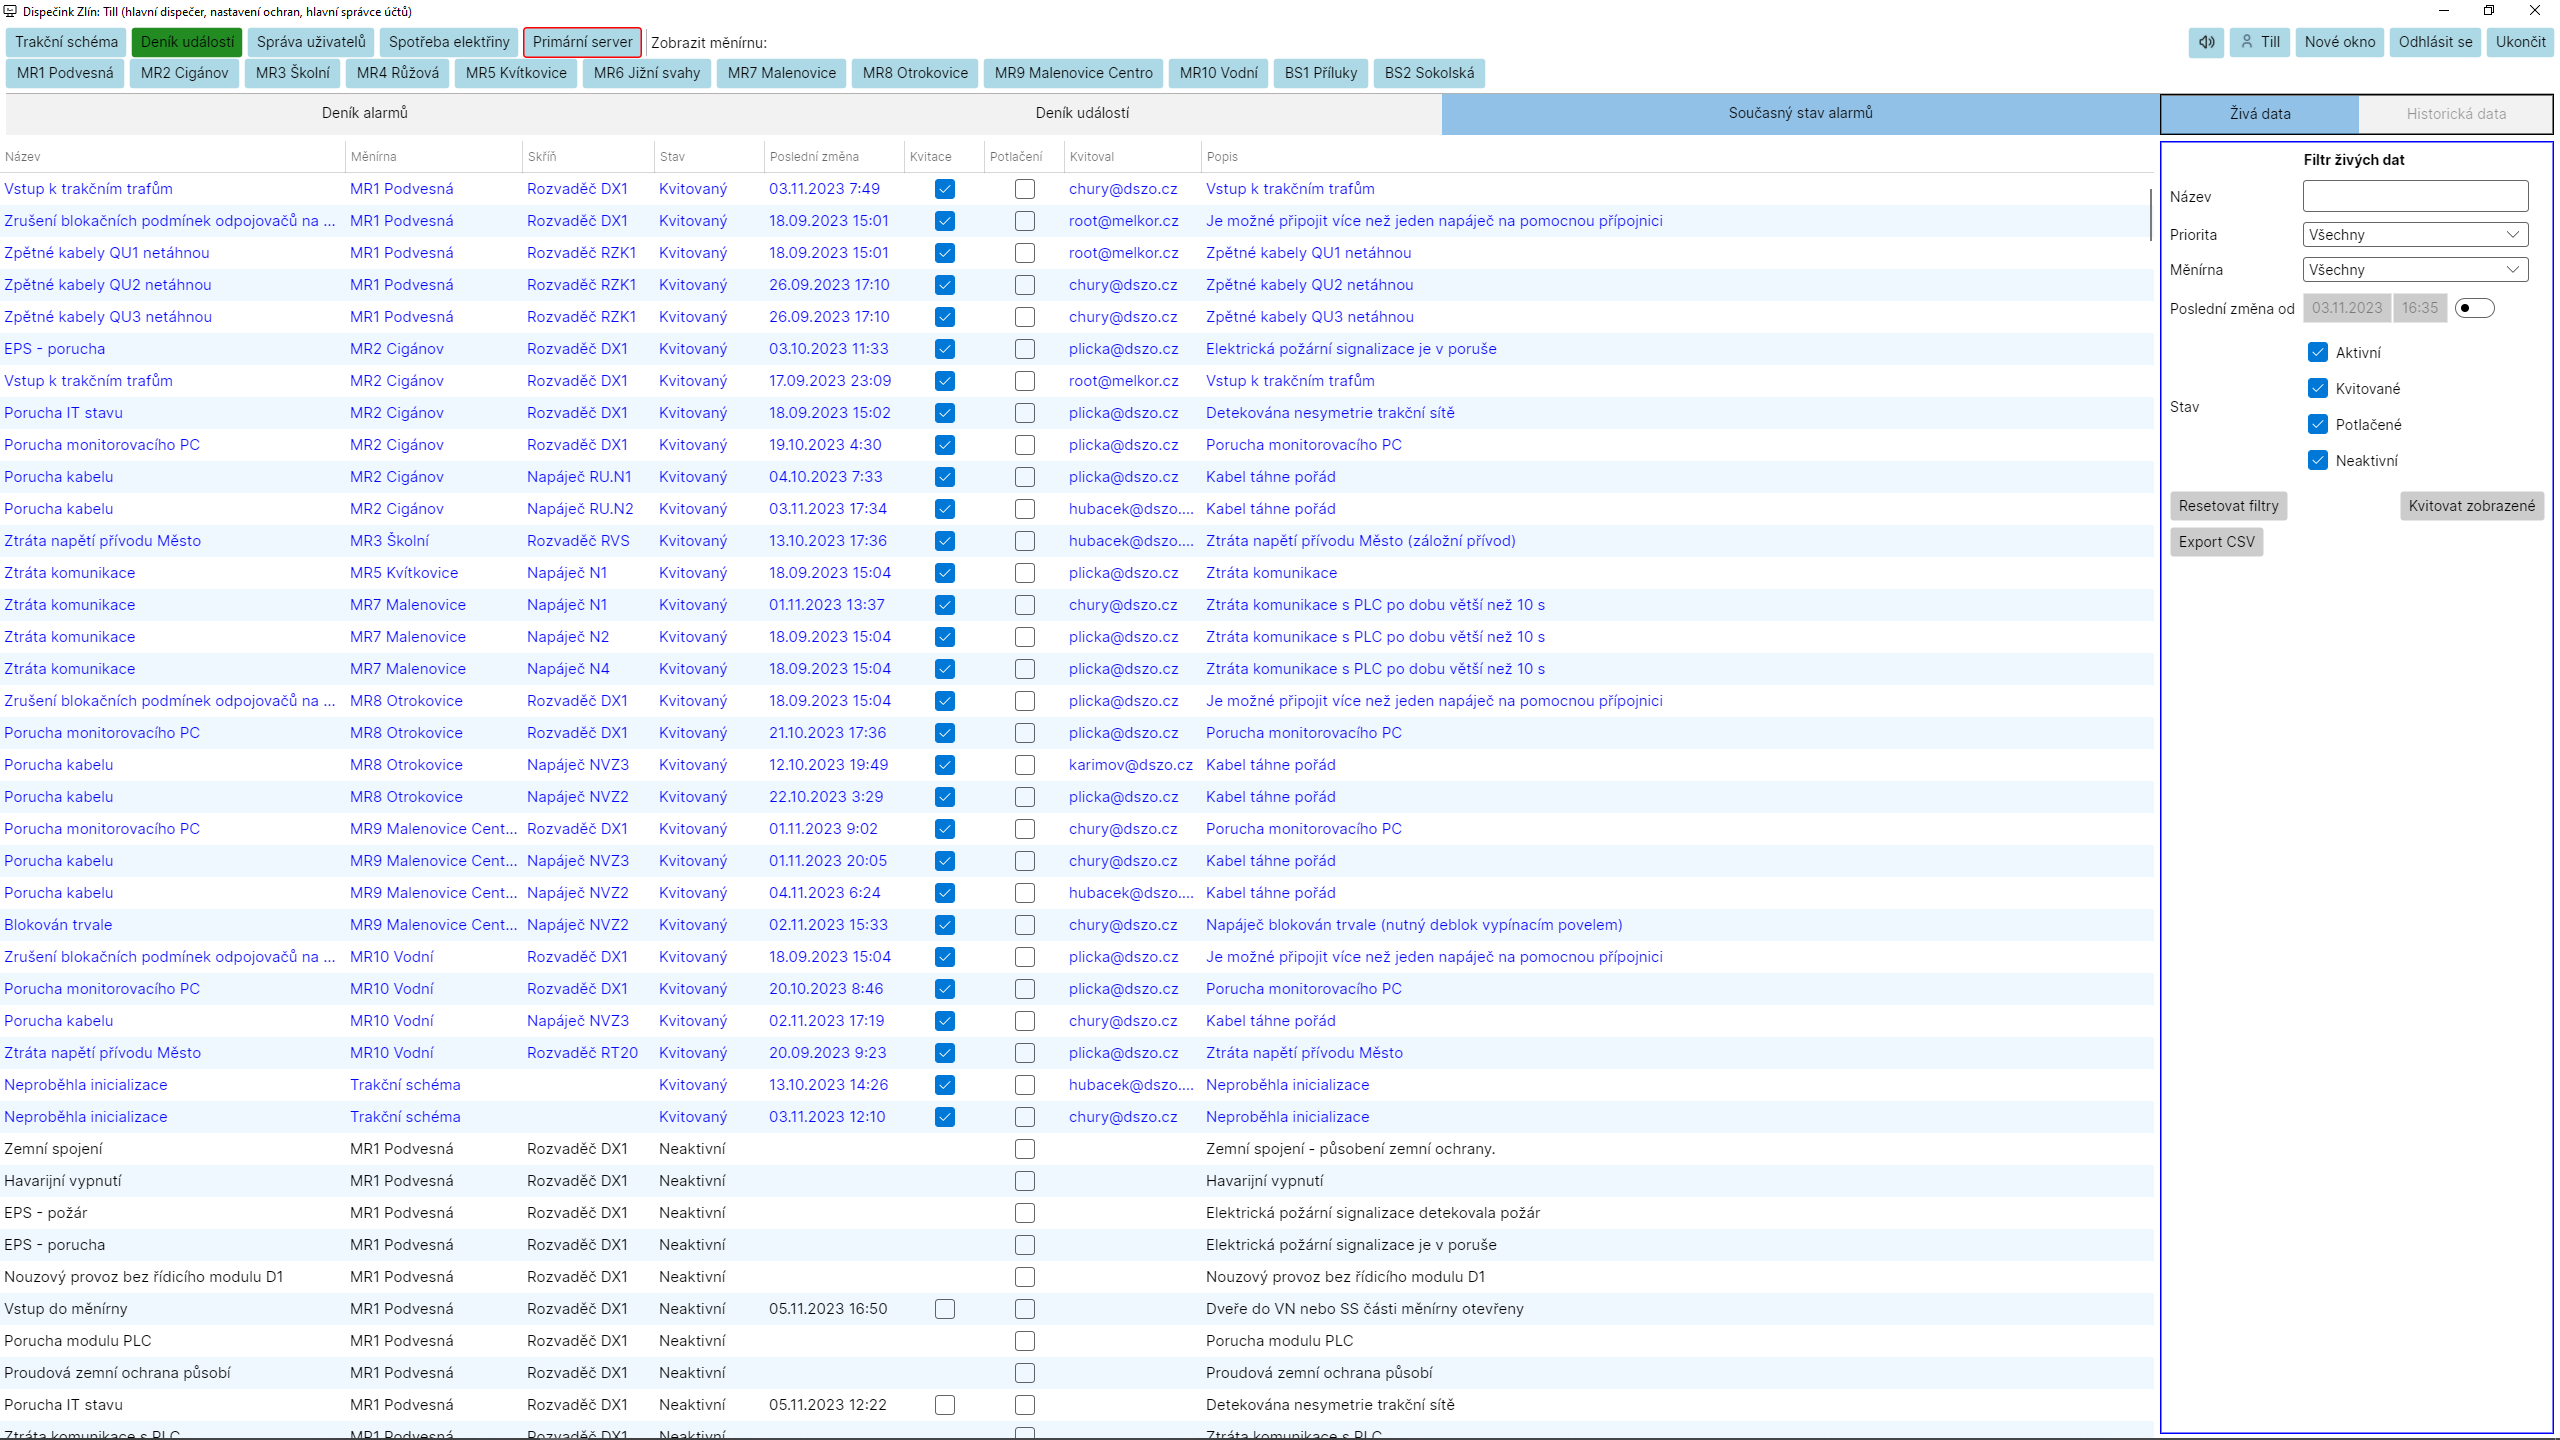 Dispečink Zlín: Till (hlavní dispečer, nastavení ochran, hlavní správce účtů)
Trakční schéma Deník událostí Správa uživatelů Spotřeba elektřiny Primární server Zobrazit měnírnu: Till Nové okno Odhlásit se Ukončit
MR1 Podvesná MR2 Cigánov MR3 Školní MR4 Růžová MR5 Kvítkovice MR6 Jižní svahy MR7 Malenovice MR8 Otrokovice MR9 Malenovice Centro MR10 Vodní BS1 Příluky BS2 Sokolská
Deník alarmů Deník událostí Současný stav alarmů Živá data Historická data
Název Měnírna Skříň Stav Poslední změna Kvitace Potlačení Kvitoval Popis
Vstup k trakčním trafům MR1 Podvesná Rozvaděč DX1 Kvitovaný 03.11.2023 7:49 chury@dszo.cz Vstup k trakčním trafům
Zrušení blokačních podmínek odpojovačů na ... MR1 Podvesná Rozvaděč DX1 Kvitovaný 18.09.2023 15:01 root@melkor.cz Je možné připojit více než jeden napáječ na pomocnou přípojnici
Zpětné kabely QU1 netáhnou MR1 Podvesná Rozvaděč RZK1 Kvitovaný 18.09.2023 15:01 root@melkor.cz Zpětné kabely QU1 netáhnou
Zpětné kabely QU2 netáhnou MR1 Podvesná Rozvaděč RZK1 Kvitovaný 26.09.2023 17:10 chury@dszo.cz Zpětné kabely QU2 netáhnou
Zpětné kabely QU3 netáhnou MR1 Podvesná Rozvaděč RZK1 Kvitovaný 26.09.2023 17:10 chury@dszo.cz Zpětné kabely QU3 netáhnou
EPS - porucha MR2 Cigánov Rozvaděč DX1 Kvitovaný 03.10.2023 11:33 plicka@dszo.cz Elektrická požární signalizace je v poruše
Vstup k trakčním trafům MR2 Cigánov Rozvaděč DX1 Kvitovaný 17.09.2023 23:09 root@melkor.cz Vstup k trakčním trafům
Porucha IT stavu MR2 Cigánov Rozvaděč DX1 Kvitovaný 18.09.2023 15:02 plicka@dszo.cz Detekována nesymetrie trakční sítě
Porucha monitorovacího PC MR2 Cigánov Rozvaděč DX1 Kvitovaný 19.10.2023 4:30 plicka@dszo.cz Porucha monitorovacího PC
Porucha kabelu MR2 Cigánov Napáječ RU.N1 Kvitovaný 04.10.2023 7:33 plicka@dszo.cz Kabel táhne pořád
Porucha kabelu MR2 Cigánov Napáječ RU.N2 Kvitovaný 03.11.2023 17:34 hubacek@dszo.... Kabel táhne pořád
Ztráta napětí přívodu Město MR3 Školní Rozvaděč RVS Kvitovaný 13.10.2023 17:36 hubacek@dszo.... Ztráta napětí přívodu Město (záložní přívod)
Ztráta komunikace MR5 Kvítkovice Napáječ N1 Kvitovaný 18.09.2023 15:04 plicka@dszo.cz Ztráta komunikace
Ztráta komunikace MR7 Malenovice Napáječ N1 Kvitovaný 01.11.2023 13:37 chury@dszo.cz Ztráta komunikace s PLC po dobu větší než 10 s
Ztráta komunikace MR7 Malenovice Napáječ N2 Kvitovaný 18.09.2023 15:04 plicka@dszo.cz Ztráta komunikace s PLC po dobu větší než 10 s
Ztráta komunikace MR7 Malenovice Napáječ N4 Kvitovaný 18.09.2023 15:04 plicka@dszo.cz Ztráta komunikace s PLC po dobu větší než 10 s
Zrušení blokačních podmínek odpojovačů na ... MR8 Otrokovice Rozvaděč DX1 Kvitovaný 18.09.2023 15:04 plicka@dszo.cz Je možné připojit více než jeden napáječ na pomocnou přípojnici
Porucha monitorovacího PC MR8 Otrokovice Rozvaděč DX1 Kvitovaný 21.10.2023 17:36 plicka@dszo.cz Porucha monitorovacího PC
Porucha kabelu MR8 Otrokovice Napáječ NVZ3 Kvitovaný 12.10.2023 19:49 karimov@dszo.cz Kabel táhne pořád
Porucha kabelu MR8 Otrokovice Napáječ NVZ2 Kvitovaný 22.10.2023 3:29 plicka@dszo.cz Kabel táhne pořád
Porucha monitorovacího PC MR9 Malenovice Cent... Rozvaděč DX1 Kvitovaný 01.11.2023 9:02 chury@dszo.cz Porucha monitorovacího PC
Porucha kabelu MR9 Malenovice Cent... Napáječ NVZ3 Kvitovaný 01.11.2023 20:05 chury@dszo.cz Kabel táhne pořád
Porucha kabelu MR9 Malenovice Cent... Napáječ NVZ2 Kvitovaný 04.11.2023 6:24 hubacek@dszo.... Kabel táhne pořád
Blokován trvale MR9 Malenovice Cent... Napáječ NVZ2 Kvitovaný 02.11.2023 15:33 chury@dszo.cz Napáječ blokován trvale (nutný deblok vypínacím povelem)
Zrušení blokačních podmínek odpojovačů na ... MR10 Vodní Rozvaděč DX1 Kvitovaný 18.09.2023 15:04 plicka@dszo.cz Je možné připojit více než jeden napáječ na pomocnou přípojnici
Porucha monitorovacího PC MR10 Vodní Rozvaděč DX1 Kvitovaný 20.10.2023 8:46 plicka@dszo.cz Porucha monitorovacího PC
Porucha kabelu MR10 Vodní Napáječ NVZ3 Kvitovaný 02.11.2023 17:19 chury@dszo.cz Kabel táhne pořád
Ztráta napětí přívodu Město MR10 Vodní Rozvaděč RT20 Kvitovaný 20.09.2023 9:23 plicka@dszo.cz Ztráta napětí přívodu Město
Neproběhla inicializace Trakční schéma Kvitovaný 13.10.2023 14:26 hubacek@dszo.... Neproběhla inicializace
Neproběhla inicializace Trakční schéma Kvitovaný 03.11.2023 12:10 chury@dszo.cz Neproběhla inicializace
Zemní spojení MR1 Podvesná Rozvaděč DX1 Neaktivní Zemní spojení - působení zemní ochrany.
Havarijní vypnutí MR1 Podvesná Rozvaděč DX1 Neaktivní Havarijní vypnutí
EPS - požár MR1 Podvesná Rozvaděč DX1 Neaktivní Elektrická požární signalizace detekovala požár
EPS - porucha MR1 Podvesná Rozvaděč DX1 Neaktivní Elektrická požární signalizace je v poruše
Nouzový provoz bez řídicího modulu D1 MR1 Podvesná Rozvaděč DX1 Neaktivní Nouzový provoz bez řídicího modulu D1
Vstup do měnírny MR1 Podvesná Rozvaděč DX1 Neaktivní 05.11.2023 16:50 Dveře do VN nebo SS části měnírny otevřeny
Porucha modulu PLC MR1 Podvesná Rozvaděč DX1 Neaktivní Porucha modulu PLC
Proudová zemní ochrana působí MR1 Podvesná Rozvaděč DX1 Neaktivní Proudová zemní ochrana působí
Porucha IT stavu MR1 Podvesná Rozvaděč DX1 Neaktivní 05.11.2023 12:22 Detekována nesymetrie trakční sítě
Ztráta komunikace s PLC MR1 Podvesná Rozvaděč DX1 Neaktivní Ztráta komunikace s PLC
Filtr živých dat
Název
Priorita Všechny
Měnírna Všechny
Poslední změna od 03.11.2023 16:35
Aktivní
Kvitované
Stav
Potlačené
Neaktivní
Resetovat filtry Kvitovat zobrazené
Export CSV